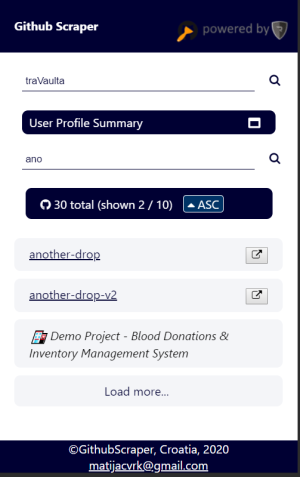 Github Scraper
powered by
traVaulta
User Profile Summary
ano
30 total (shown 2 / 10) ASC
another-drop
another-drop-v2
Demo Project - Blood Donations &
Inventory Management System
Load more...
©GithubScraper, Croatia, 2020
matijacvrk@gmail.com